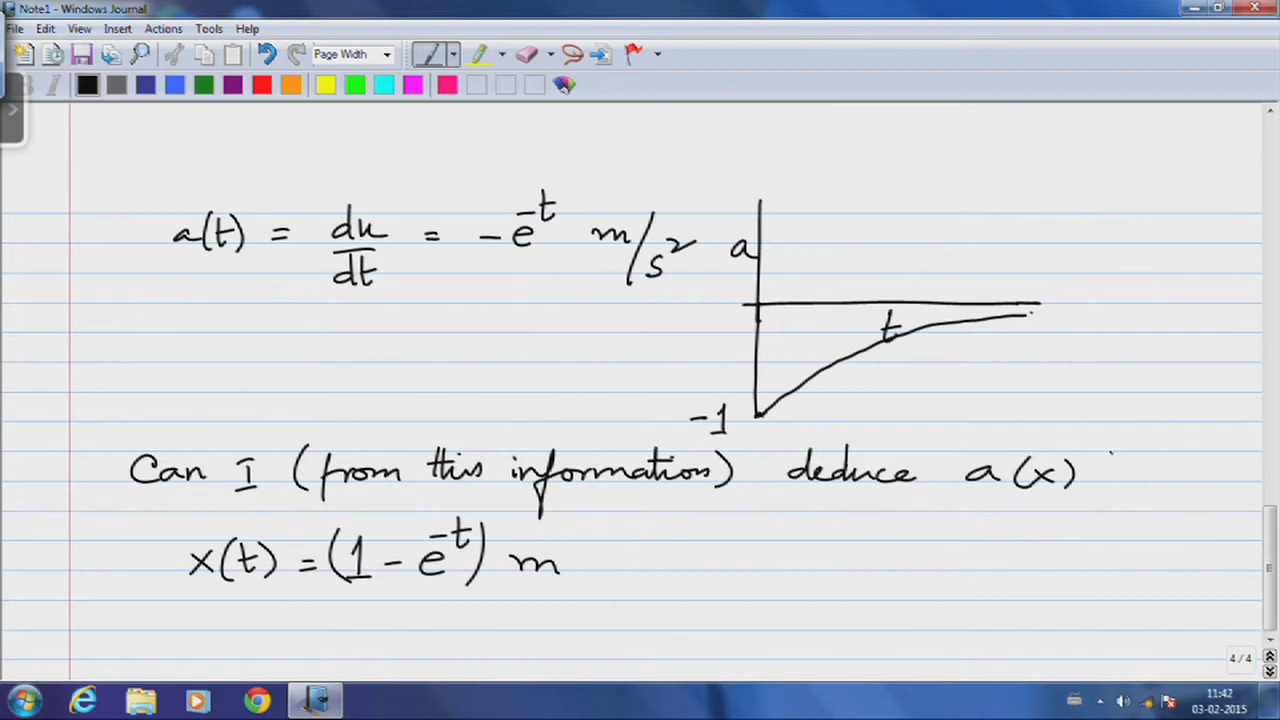 Note1 - Windows Journal
File Edit View Insert Actions Tools Help
Page Width
a(t) = du/dt = -e^-t m/s²
a
t
-1
Can I (from this information) deduce a(x)
x(t) = (1 - e^-t) m
4 / 4
11:42
03-02-2015